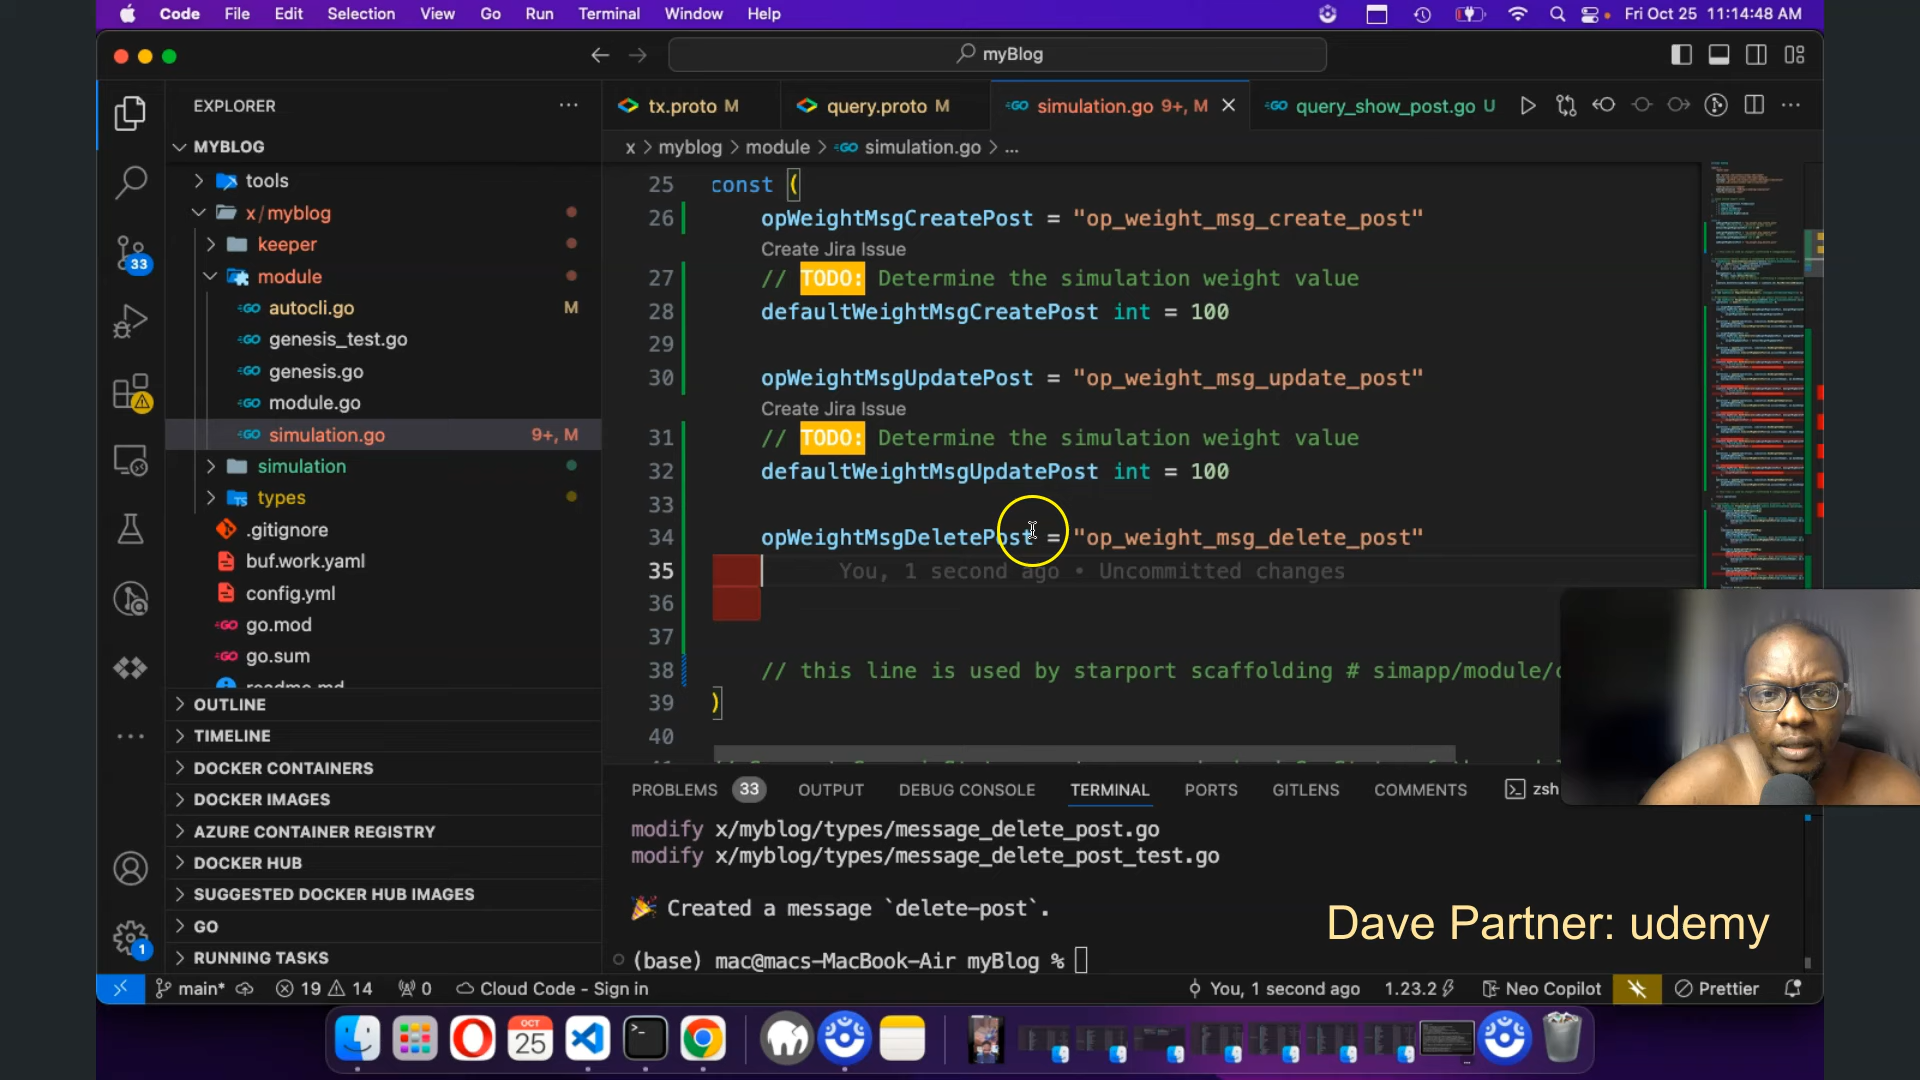 Code File Edit Selection View Go Run Terminal Window Help
Fri Oct 25 11:14:48 AM
myBlog
EXPLORER
MYBLOG
tools
x / myblog
keeper
module
autocli.go M
genesis_test.go
genesis.go
module.go
simulation.go 9+, M
simulation
types
.gitignore
buf.work.yaml
config.yml
go.mod
go.sum
readme.md
OUTLINE
TIMELINE
DOCKER CONTAINERS
DOCKER IMAGES
AZURE CONTAINER REGISTRY
DOCKER HUB
SUGGESTED DOCKER HUB IMAGES
GO
RUNNING TASKS
33
1
tx.proto M
query.proto M
simulation.go 9+, M
query_show_post.go U
x > myblog > module > simulation.go > ...
25 const (
26 opWeightMsgCreatePost = "op_weight_msg_create_post"
Create Jira Issue
27 // TODO: Determine the simulation weight value
28 defaultWeightMsgCreatePost int = 100
29
30 opWeightMsgUpdatePost = "op_weight_msg_update_post"
Create Jira Issue
31 // TODO: Determine the simulation weight value
32 defaultWeightMsgUpdatePost int = 100
33
34 opWeightMsgDeletePost = "op_weight_msg_delete_post"
35 You, 1 second ago • Uncommitted changes
36
37
38 // this line is used by starport scaffolding # simapp/module/
39 )
40
PROBLEMS 33 OUTPUT DEBUG CONSOLE TERMINAL PORTS GITLENS COMMENTS zsh
modify x/myblog/types/message_delete_post.go
modify x/myblog/types/message_delete_post_test.go
🎉 Created a message `delete-post`.
(base) mac@macs-MacBook-Air myBlog %
Dave Partner: udemy
main* 19 14 0 Cloud Code - Sign in You, 1 second ago 1.23.2 Neo Copilot Prettier
OCT
25